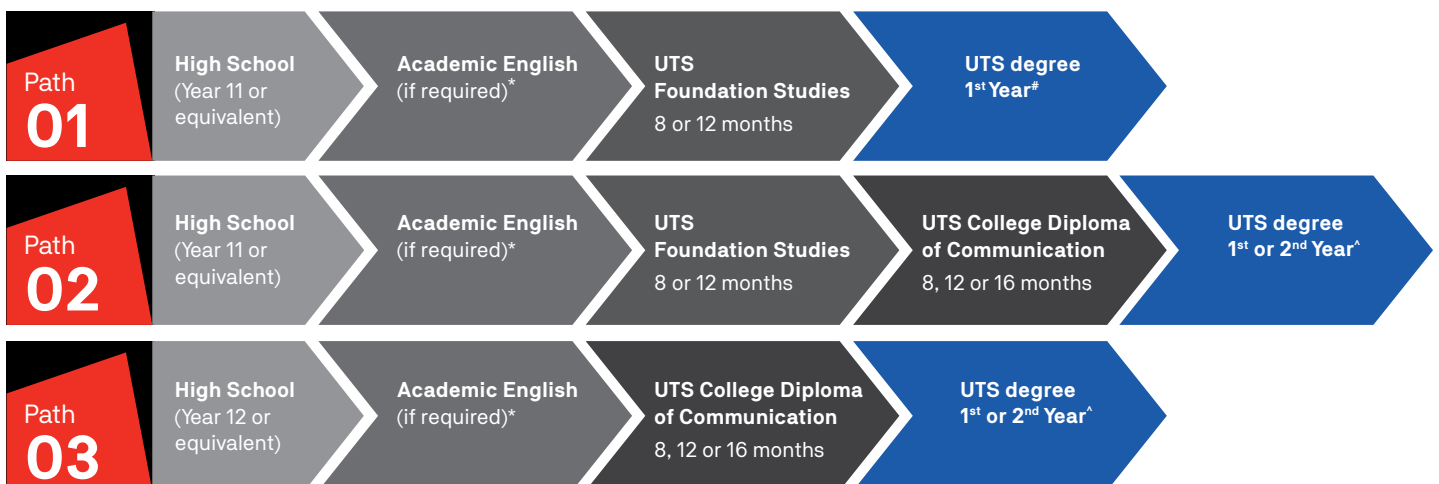 Path
01
High School
(Year 11 or
equivalent)
Academic English
(if required)*
UTS
Foundation Studies
8 or 12 months
UTS degree
1st Year#
Path
02
High School
(Year 11 or
equivalent)
Academic English
(if required)*
UTS
Foundation Studies
8 or 12 months
UTS College Diploma
of Communication
8, 12 or 16 months
UTS degree
1st or 2nd Year^
Path
03
High School
(Year 12 or
equivalent)
Academic English
(if required)*
UTS College Diploma
of Communication
8, 12 or 16 months
UTS degree
1st or 2nd Year^